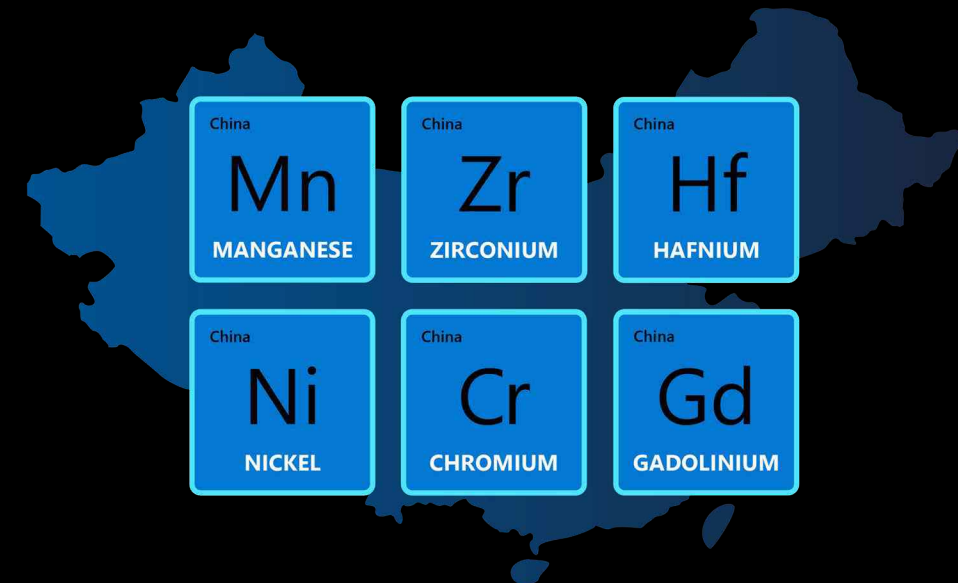 China
Mn
MANGANESE
China
Zr
ZIRCONIUM
China
Hf
HAFNIUM
China
Ni
NICKEL
China
Cr
CHROMIUM
China
Gd
GADOLINIUM